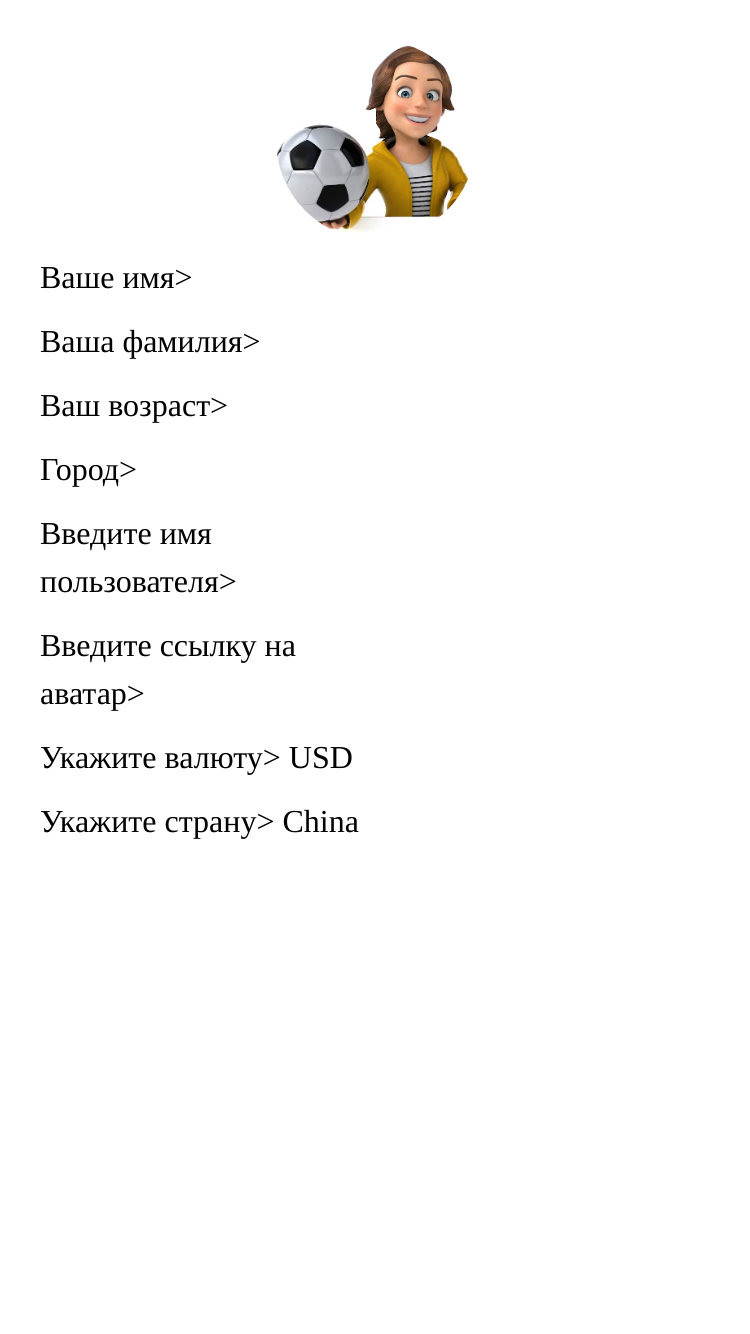 Ваше имя>
Ваша фамилия>
Ваш возраст>
Город>
Введите имя
пользователя>
Введите ссылку на
аватар>
Укажите валюту> USD
Укажите страну> China